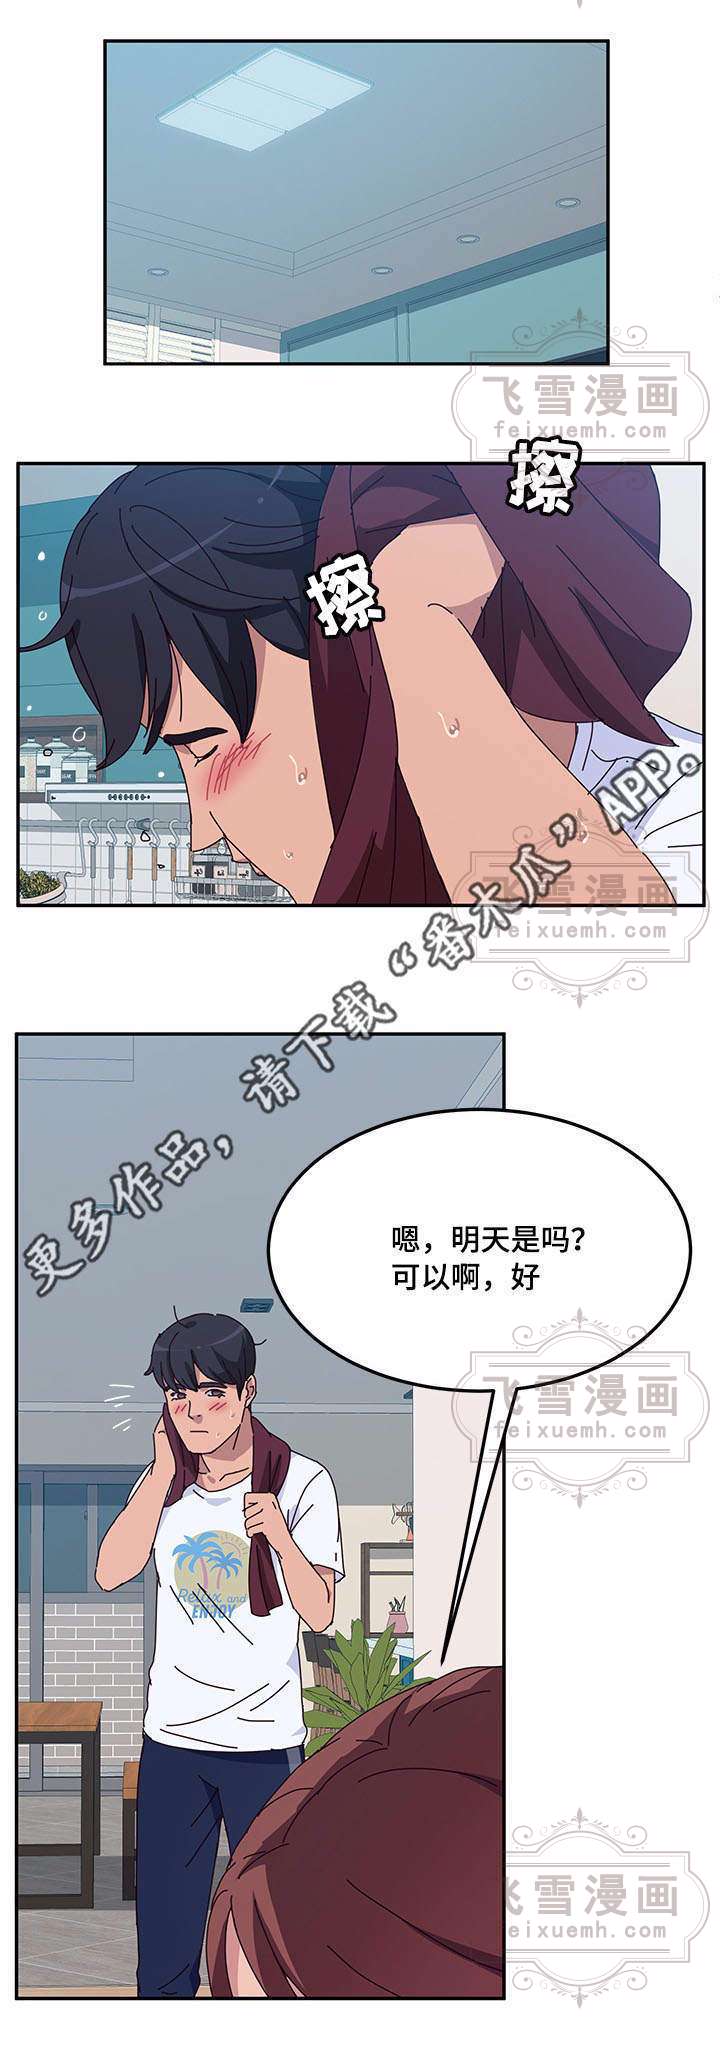 飞雪漫画
feixuemh.com
擦
擦
飞雪漫画
feixuemh.com
更多作品，请下载“番木瓜”APP。
嗯，明天是吗？
可以啊，好
飞雪漫画
feixuemh.com
Relax and
ENJOY
飞雪漫画
feixuemh.com